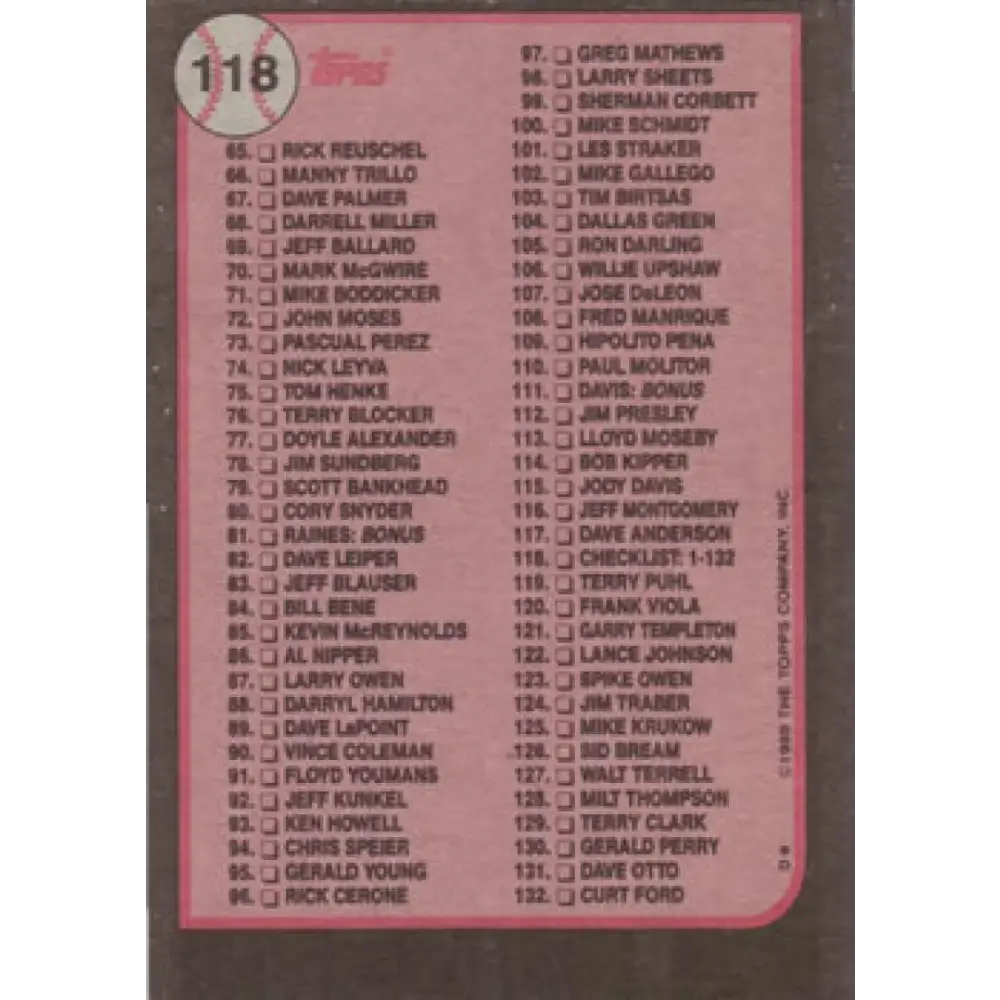 118
TOPPS
65. RICK REUSCHEL
66. MANNY TRILLO
67. DAVE PALMER
68. DARRELL MILLER
69. JEFF BALLARD
70. MARK McGWIRE
71. MIKE BODDICKER
72. JOHN MOSES
73. PASCUAL PEREZ
74. NICK LEYVA
75. TOM HENKE
76. TERRY BLOCKER
77. DOYLE ALEXANDER
78. JIM SUNDBERG
79. SCOTT BANKHEAD
80. CORY SNYDER
81. RAINES: BONUS
82. DAVE LEIPER
83. JEFF BLAUSER
84. BILL BENE
85. KEVIN McREYNOLDS
86. AL NIPPER
87. LARRY OWEN
88. DARRYL HAMILTON
89. DAVE LaPOINT
90. VINCE COLEMAN
91. FLOYD YOUMANS
92. JEFF KUNKEL
93. KEN HOWELL
94. CHRIS SPEIER
95. GERALD YOUNG
96. RICK CERONE
97. GREG MATHEWS
98. LARRY SHEETS
99. SHERMAN CORBETT
100. MIKE SCHMIDT
101. LES STRAKER
102. MIKE GALLEGO
103. TIM BIRTSAS
104. DALLAS GREEN
105. RON DARLING
106. WILLIE UPSHAW
107. JOSE DeLEON
108. FRED MANRIQUE
109. HIPOLITO PENA
110. PAUL MOLITOR
111. DAVIS: BONUS
112. JIM PRESLEY
113. LLOYD MOSEBY
114. BOB KIPPER
115. JODY DAVIS
116. JEFF MONTGOMERY
117. DAVE ANDERSON
118. CHECKLIST: 1-132
119. TERRY PUHL
120. FRANK VIOLA
121. GARRY TEMPLETON
122. LANCE JOHNSON
123. SPIKE OWEN
124. JIM TRABER
125. MIKE KRUKOW
126. SID BREAM
127. WALT TERRELL
128. MILT THOMPSON
129. TERRY CLARK
130. GERALD PERRY
131. DAVE OTTO
132. CURT FORD
©1989 THE TOPPS COMPANY, INC
D*